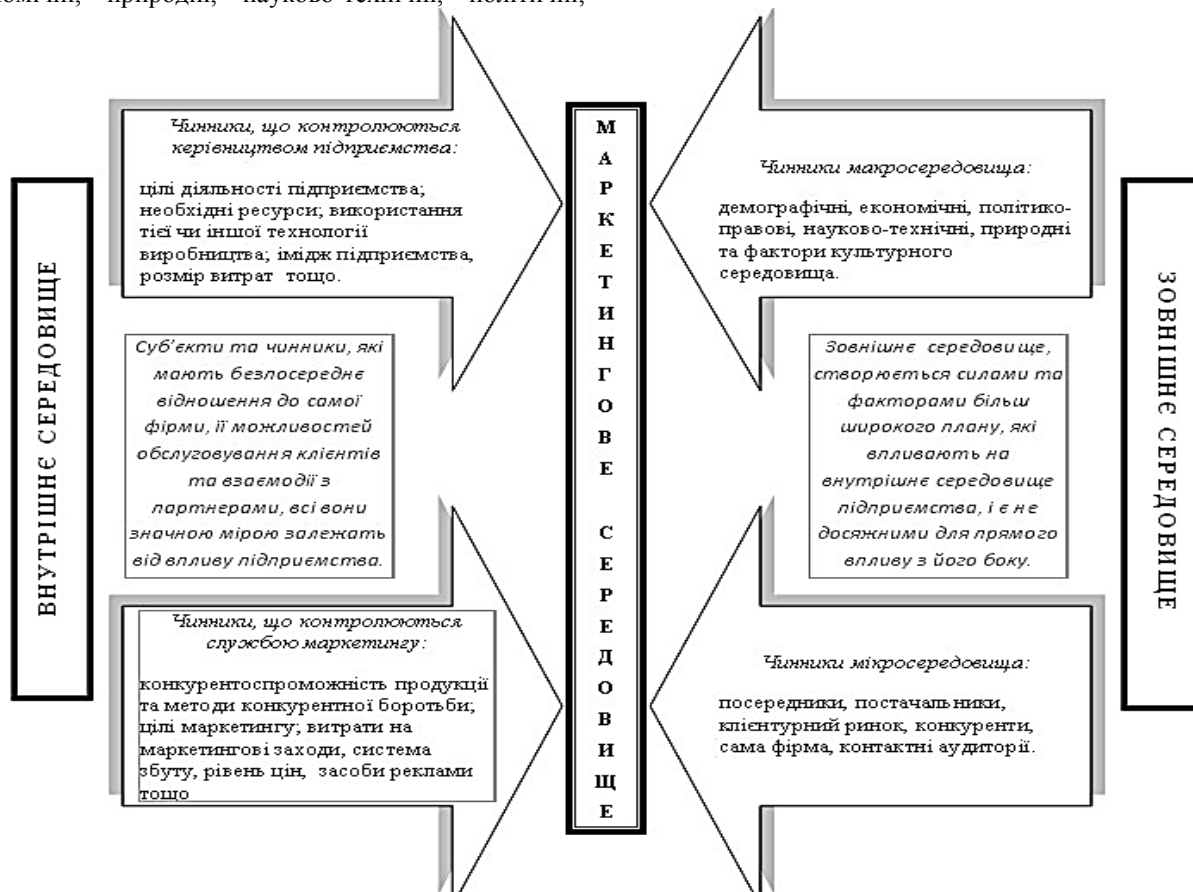 природні, науково-технічні, політичні,
ВНУТРІШНЄ СЕРЕДОВИЩЕ
Чинники, що контролюються
керівництвом підприємства:
цілі діяльності підприємства;
необхідні ресурси; використання
тієї чи іншої технології
виробництва; імідж підприємства,
розмір витрат тощо.
Суб'єкти та чинники, які
мають безпосереднє
відношення до самої
фірми, її можливостей
обслуговування клієнтів
та взаємодії з
партнерами, всі вони
значною мірою залежать
від впливу підприємства.
Чинники, що контролюються
службою маркетингу:
конкурентоспроможність продукції
та методи конкурентної боротьби;
цілі маркетингу; витрати на
маркетингові заходи, система
збуту, рівень цін, засоби реклами
тощо
МАРКЕТИНГОВЕ СЕРЕДОВИЩЕ
Чинники макросередовища:
демографічні, економічні, політико-
правові, науково-технічні, природні
та фактори культурного
середовища.
Зовнішнє середовище,
створюється силами та
факторами більш
широкого плану, які
впливають на
внутрішнє середовище
підприємства, і є не
досяжними для прямого
впливу з його боку.
Чинники мікросередовища:
посередники, постачальники,
клієнтурний ринок, конкуренти,
сама фірма, контактні аудиторії.
ЗОВНІШНЄ СЕРЕДОВИЩЕ